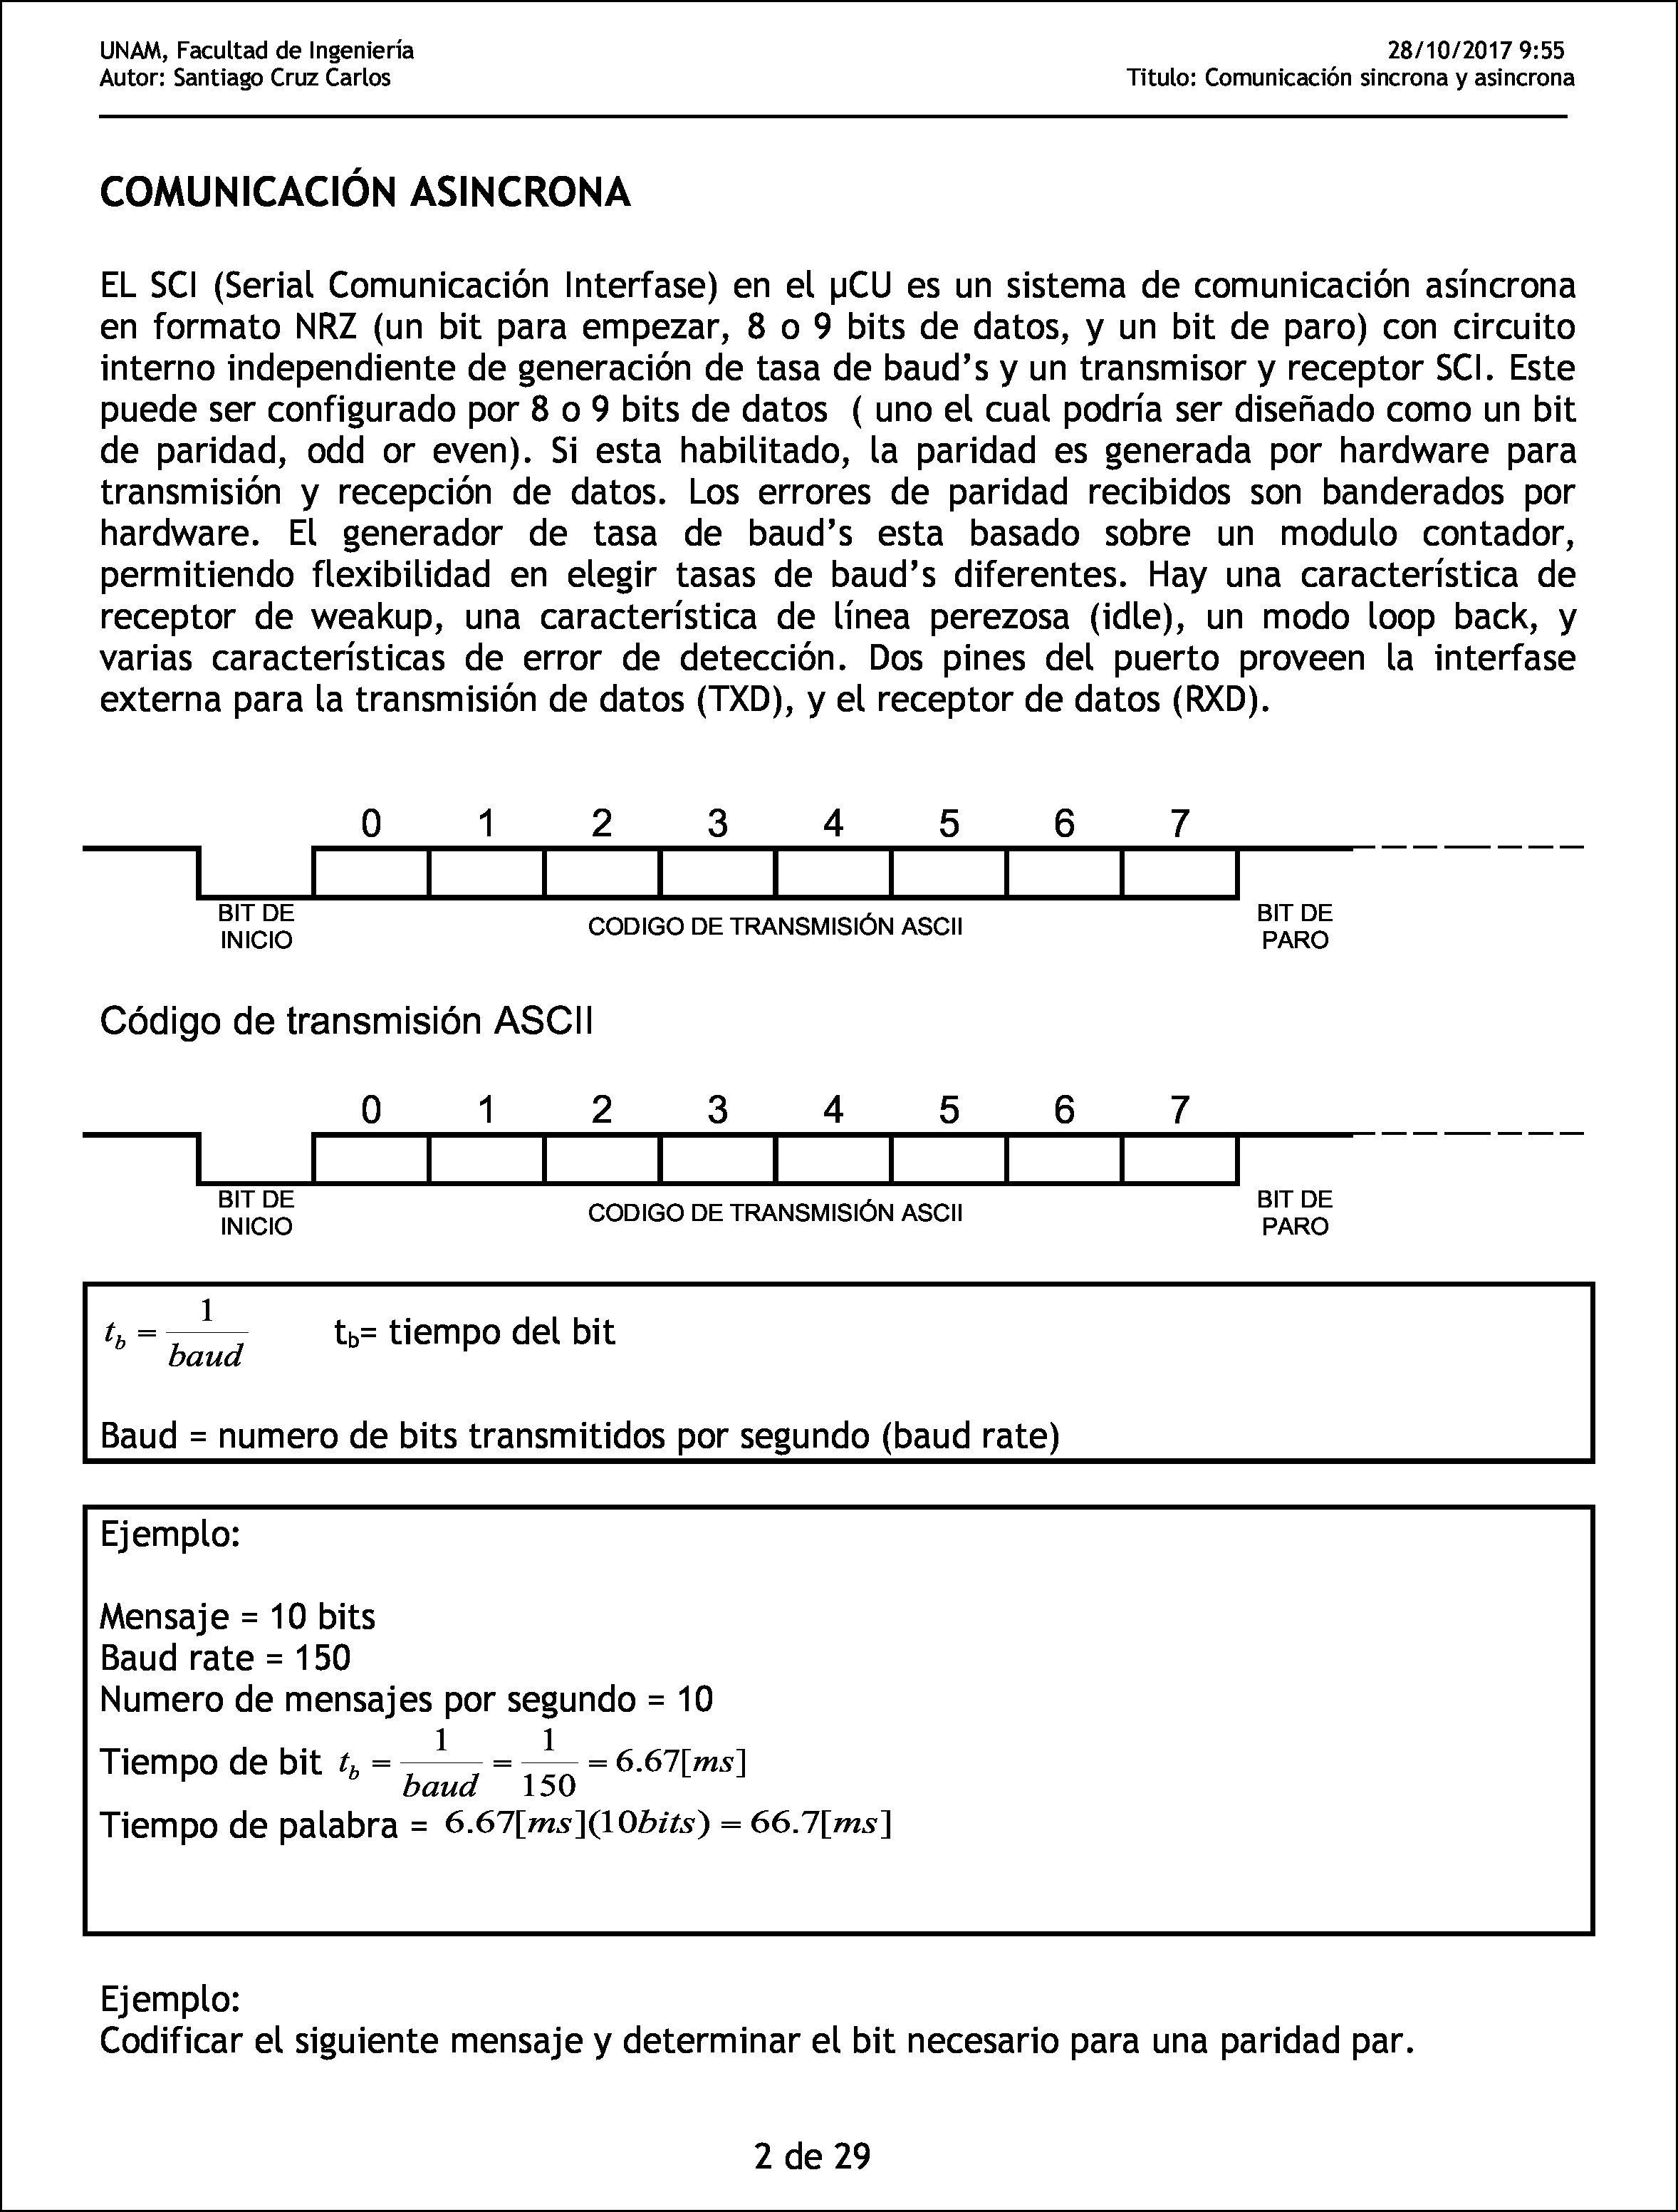 UNAM, Facultad de Ingeniería
28/10/2017 9:55
Autor: Santiago Cruz Carlos
Titulo: Comunicación sincrona y asincrona
COMUNICACIÓN ASINCRONA
EL SCI (Serial Comunicación Interfase) en el µCU es un sistema de comunicación asíncrona
en formato NRZ (un bit para empezar, 8 o 9 bits de datos, y un bit de paro) con circuito
interno independiente de generación de tasa de baud's y un transmisor y receptor SCI. Este
puede ser configurado por 8 o 9 bits de datos ( uno el cual podría ser diseñado como un bit
de paridad, odd or even). Si esta habilitado, la paridad es generada por hardware para
transmisión y recepción de datos. Los errores de paridad recibidos son banderados por
hardware. El generador de tasa de baud's esta basado sobre un modulo contador,
permitiendo flexibilidad en elegir tasas de baud's diferentes. Hay una característica de
receptor de weakup, una característica de línea perezosa (idle), un modo loop back, y
varias características de error de detección. Dos pines del puerto proveen la interfase
externa para la transmisión de datos (TXD), y el receptor de datos (RXD).
0 1 2 3 4 5 6 7
BIT DE
INICIO
CODIGO DE TRANSMISIÓN ASCII
BIT DE
PARO
Código de transmisión ASCII
0 1 2 3 4 5 6 7
BIT DE
INICIO
CODIGO DE TRANSMISIÓN ASCII
BIT DE
PARO
t_b = 1/baud t_b= tiempo del bit
Baud = numero de bits transmitidos por segundo (baud rate)
Ejemplo:
Mensaje = 10 bits
Baud rate = 150
Numero de mensajes por segundo = 10
Tiempo de bit t_b = 1/baud = 1/150 = 6.67[ms]
Tiempo de palabra = 6.67[ms](10bits) = 66.7[ms]
Ejemplo:
Codificar el siguiente mensaje y determinar el bit necesario para una paridad par.
2 de 29